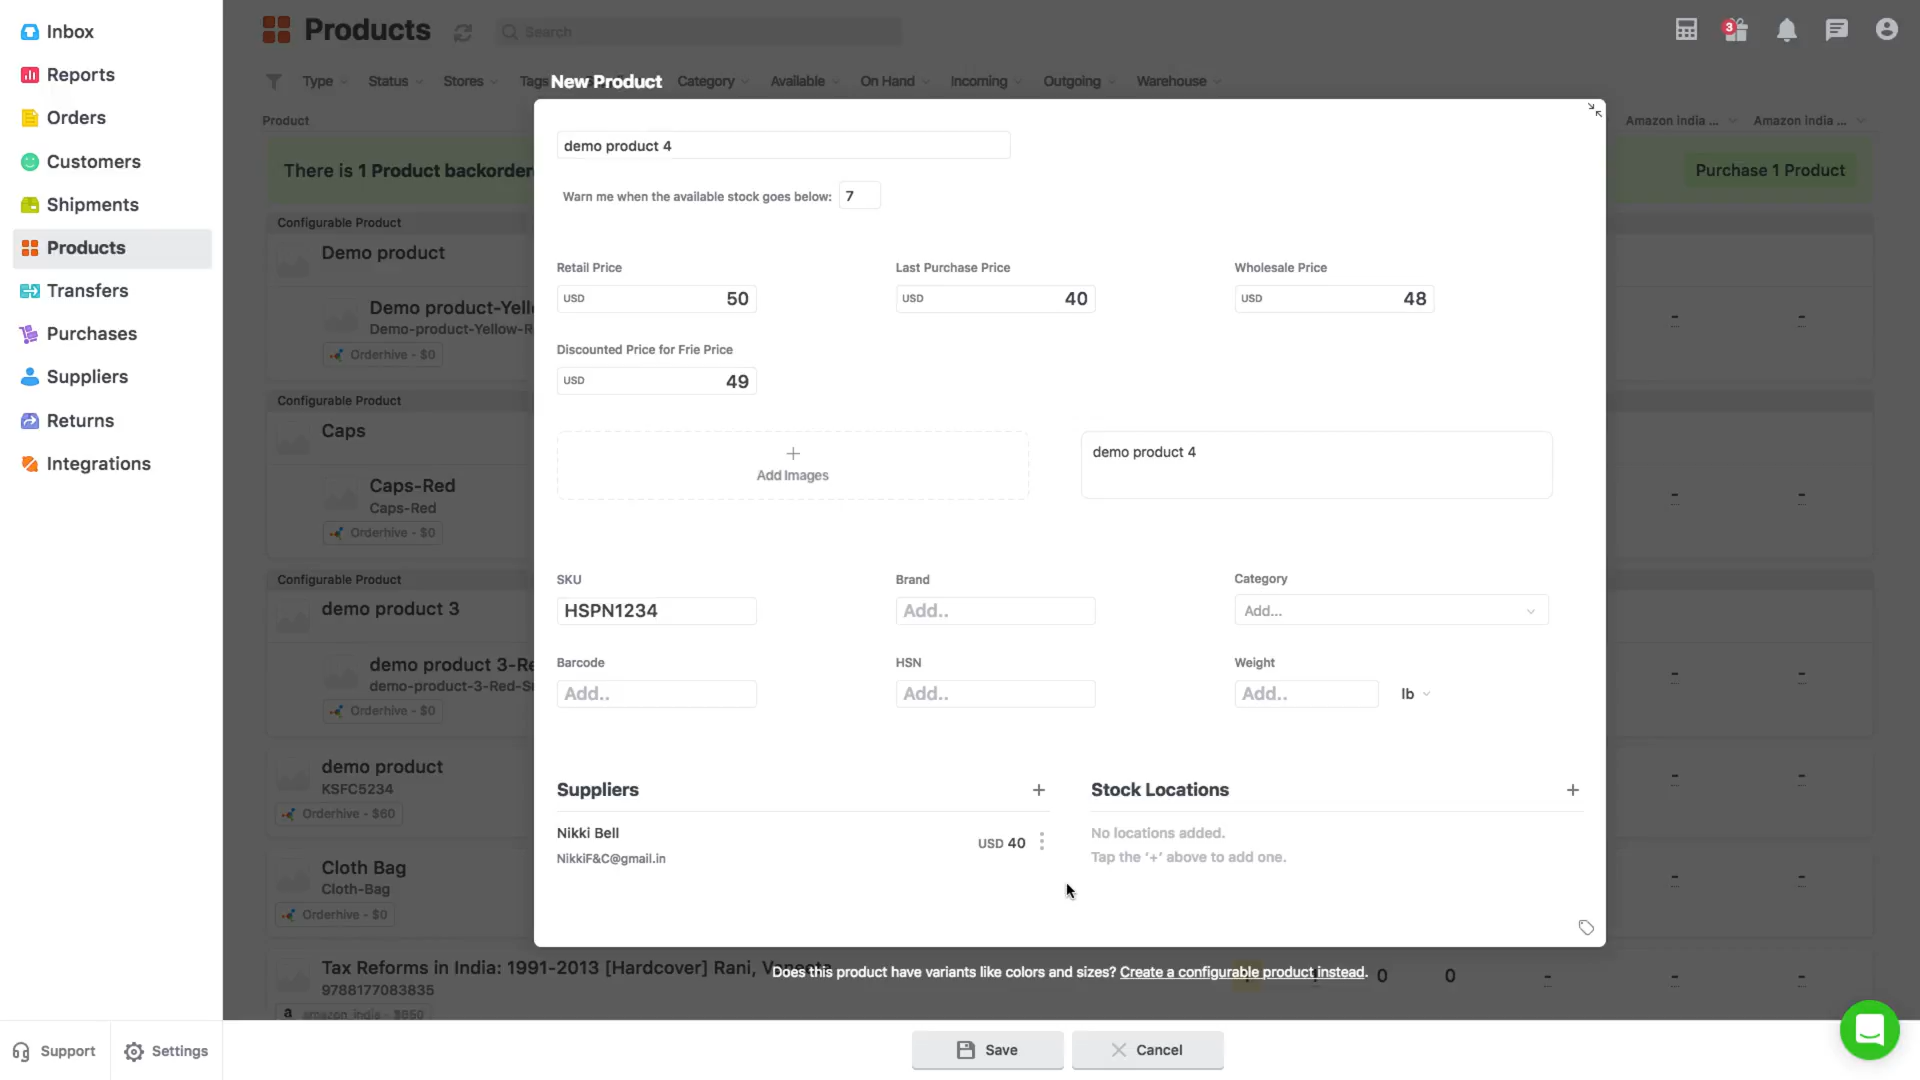 Inbox
Reports
Orders
Customers
Shipments
Products
Transfers
Purchases
Suppliers
Returns
Integrations
Support
Settings
Products
Search
3
Type
Status
Stores
Tags
Category
Available
On Hand
Incoming
Outgoing
Warehouse
New Product
Product
Amazon india ...
Amazon india ...
There is 1 Product backorder
Purchase 1 Product
Configurable Product
Demo product
Demo product-Yell
Demo-product-Yellow-R
Orderhive - $0
Configurable Product
Caps
Caps-Red
Caps-Red
Orderhive - $0
Configurable Product
demo product 3
demo product 3-Re
demo-product-3-Red-S
Orderhive - $0
demo product
KSFC5234
Orderhive - $60
Cloth Bag
Cloth-Bag
Orderhive - $0
Tax Reforms in India: 1991-2013 [Hardcover] Rani, V
9788177083835
amazon_india - $650
0
0
demo product 4
Warn me when the available stock goes below: 7
Retail Price
USD 50
Last Purchase Price
USD 40
Wholesale Price
USD 48
Discounted Price for Frie Price
USD 49
Add Images
demo product 4
SKU
HSPN1234
Brand
Add..
Category
Add...
Barcode
Add..
HSN
Add..
Weight
Add.. lb
Suppliers
Nikki Bell
NikkiF&C@gmail.in
USD 40
Stock Locations
No locations added.
Tap the '+' above to add one.
Does this product have variants like colors and sizes? Create a configurable product instead.
Save
Cancel